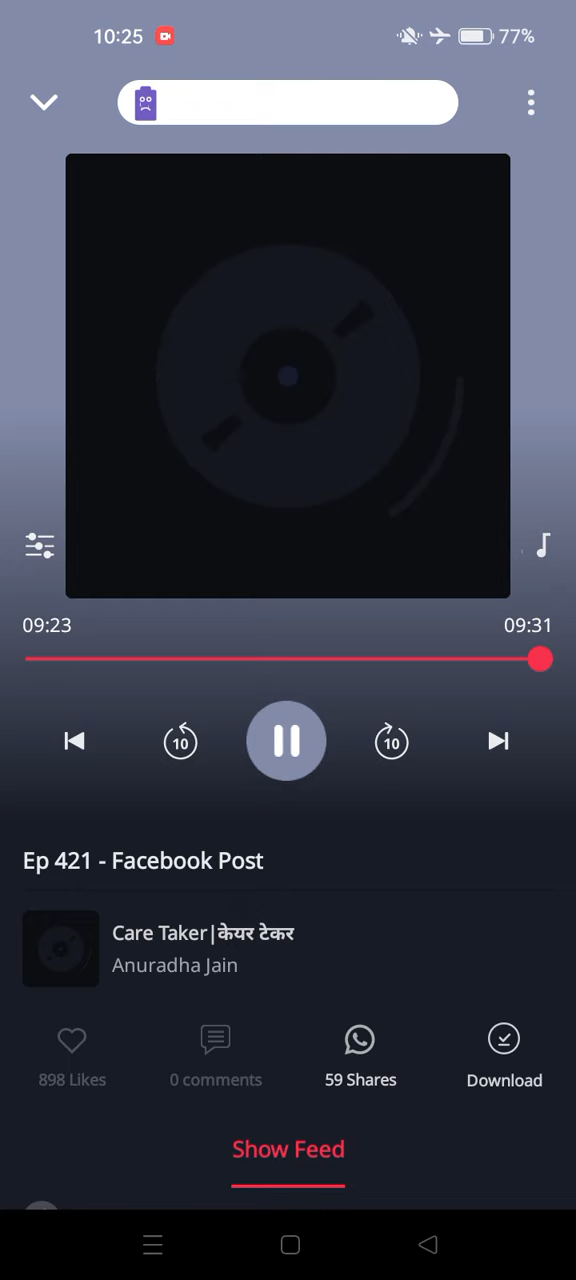 10:25 77%
09:23 09:31
10 10
Ep 421 - Facebook Post
Care Taker|केयर टेकर
Anuradha Jain
898 Likes 0 comments 59 Shares Download
Show Feed